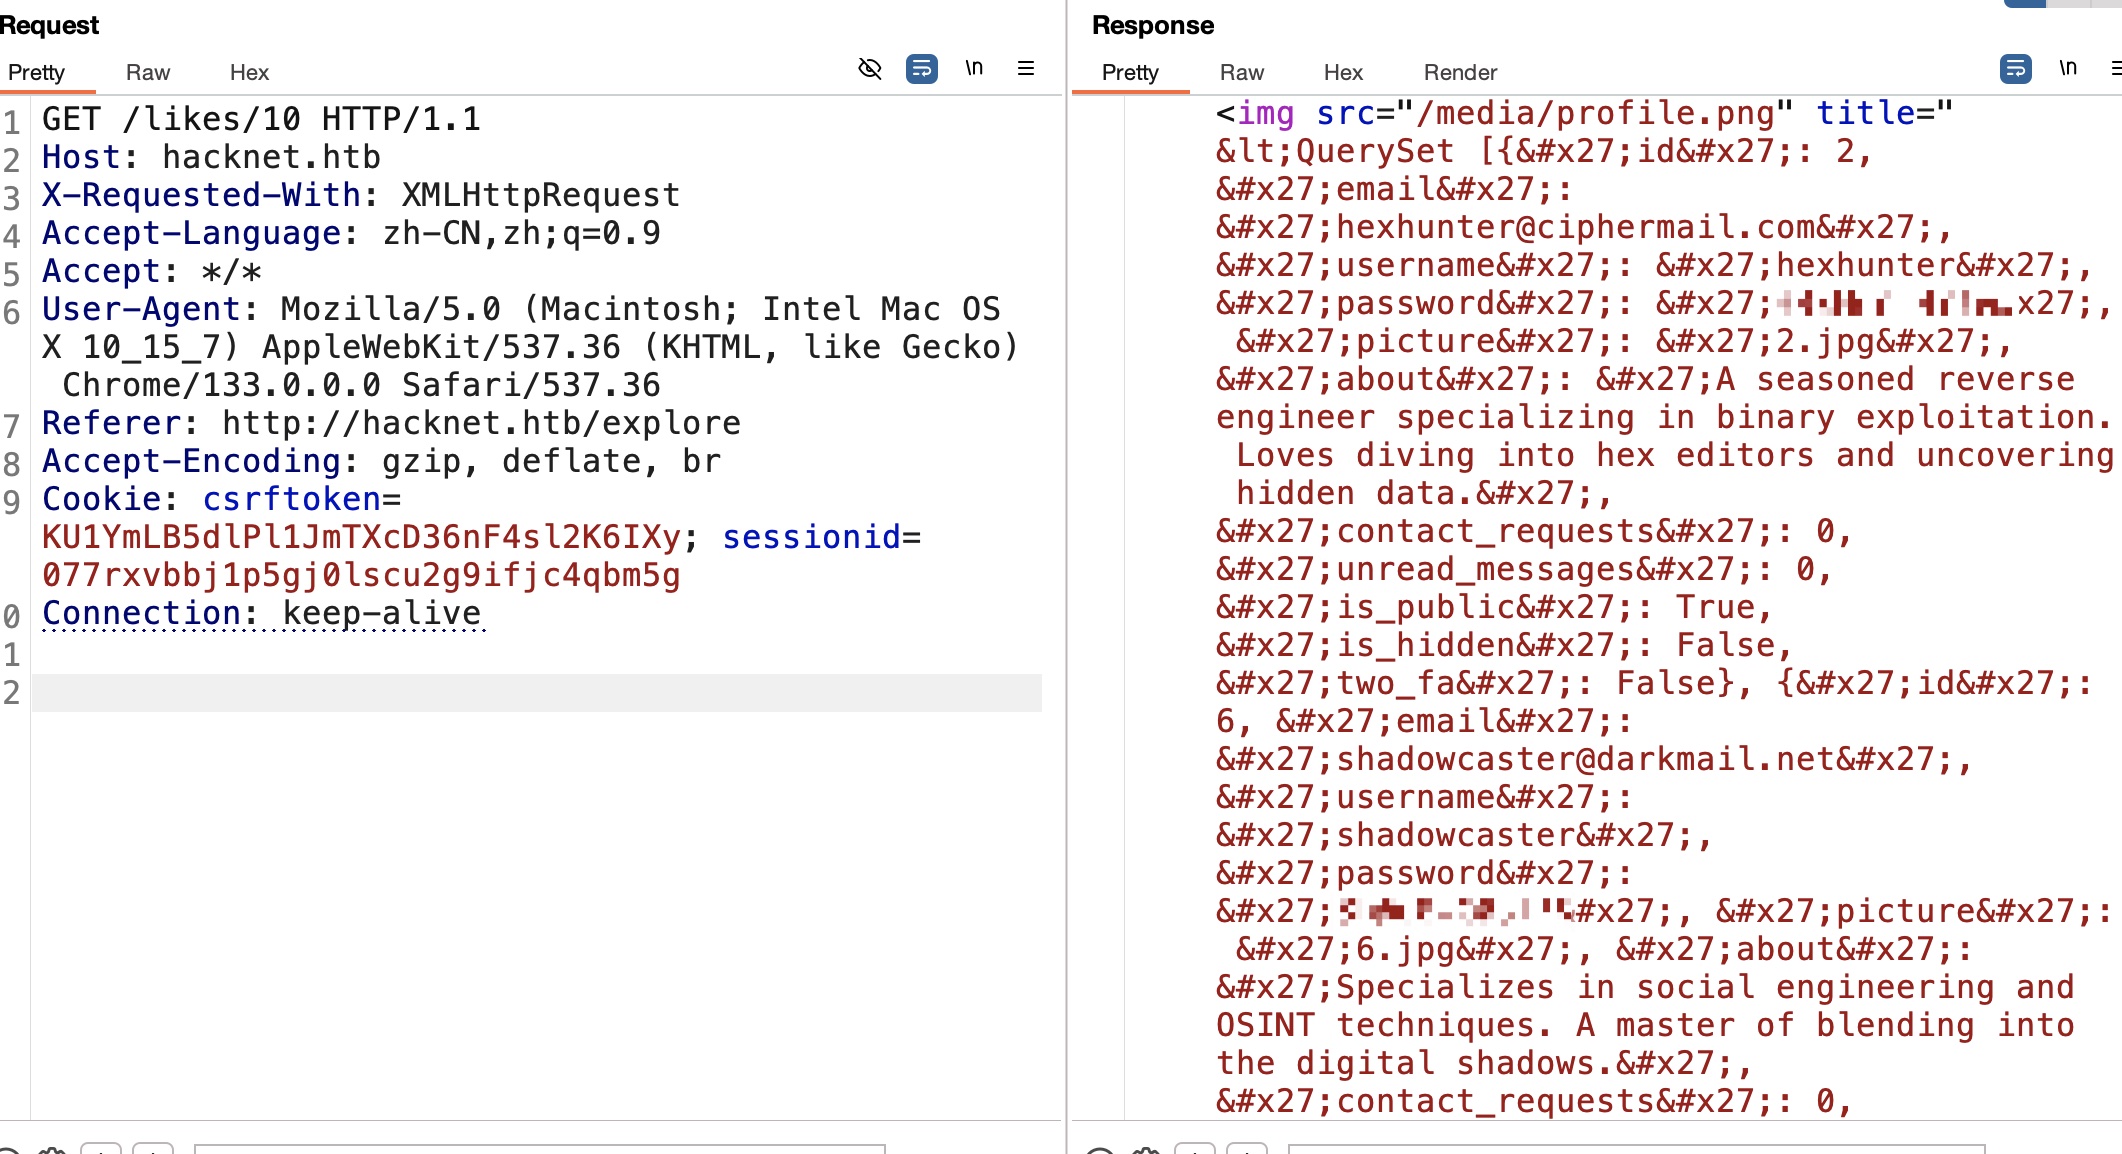 Request
Pretty Raw Hex \n
1 GET /likes/10 HTTP/1.1
2 Host: hacknet.htb
3 X-Requested-With: XMLHttpRequest
4 Accept-Language: zh-CN,zh;q=0.9
5 Accept: */*
6 User-Agent: Mozilla/5.0 (Macintosh; Intel Mac OS
X 10_15_7) AppleWebKit/537.36 (KHTML, like Gecko)
Chrome/133.0.0.0 Safari/537.36
7 Referer: http://hacknet.htb/explore
8 Accept-Encoding: gzip, deflate, br
9 Cookie: csrftoken=
KU1YmLB5dlPl1JmTXcD36nF4sl2K6IXy; sessionid=
077rxvbbj1p5gj0lscu2g9ifjc4qbm5g
0 Connection: keep-alive
1
2
Response
Pretty Raw Hex Render \n
<img src="/media/profile.png" title="
&lt;QuerySet [{&#x27;id&#x27;: 2,
&#x27;email&#x27;:
&#x27;hexhunter@ciphermail.com&#x27;,
&#x27;username&#x27;: &#x27;hexhunter&#x27;,
&#x27;password&#x27;: &#x27;x27;,
&#x27;picture&#x27;: &#x27;2.jpg&#x27;,
&#x27;about&#x27;: &#x27;A seasoned reverse
engineer specializing in binary exploitation.
Loves diving into hex editors and uncovering
hidden data.&#x27;,
&#x27;contact_requests&#x27;: 0,
&#x27;unread_messages&#x27;: 0,
&#x27;is_public&#x27;: True,
&#x27;is_hidden&#x27;: False,
&#x27;two_fa&#x27;: False}, {&#x27;id&#x27;:
6, &#x27;email&#x27;:
&#x27;shadowcaster@darkmail.net&#x27;,
&#x27;username&#x27;:
&#x27;shadowcaster&#x27;,
&#x27;password&#x27;:
&#x27;#x27;, &#x27;picture&#x27;:
&#x27;6.jpg&#x27;, &#x27;about&#x27;:
&#x27;Specializes in social engineering and
OSINT techniques. A master of blending into
the digital shadows.&#x27;,
&#x27;contact_requests&#x27;: 0,